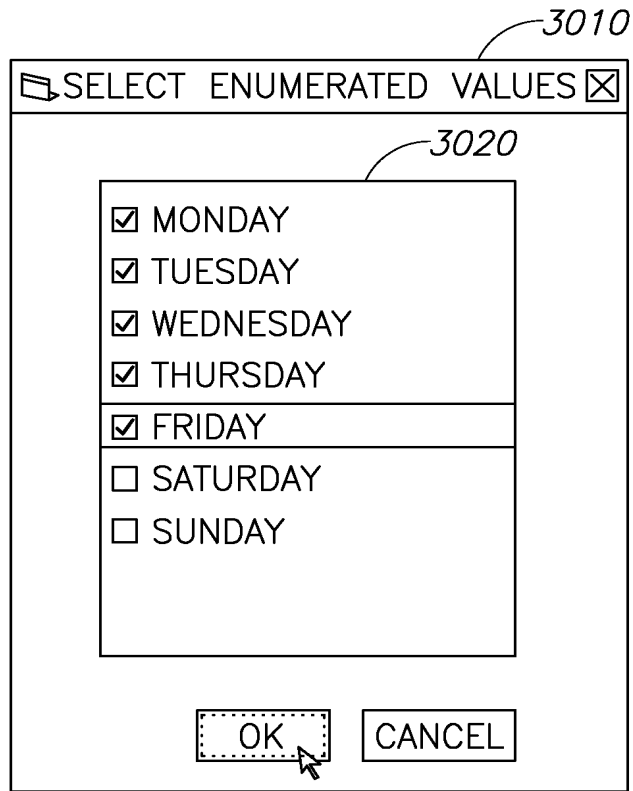 3010
SELECT ENUMERATED VALUES
3020
MONDAY
TUESDAY
WEDNESDAY
THURSDAY
FRIDAY
SATURDAY
SUNDAY
OK CANCEL